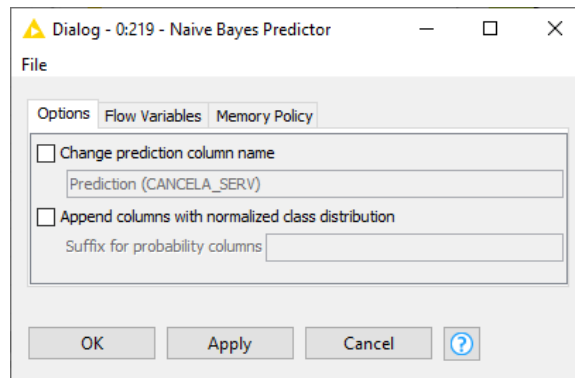 Dialog - 0:219 - Naive Bayes Predictor
File
Options Flow Variables Memory Policy
Change prediction column name
Prediction (CANCELA_SERV)
Append columns with normalized class distribution
Suffix for probability columns
OK Apply Cancel ?